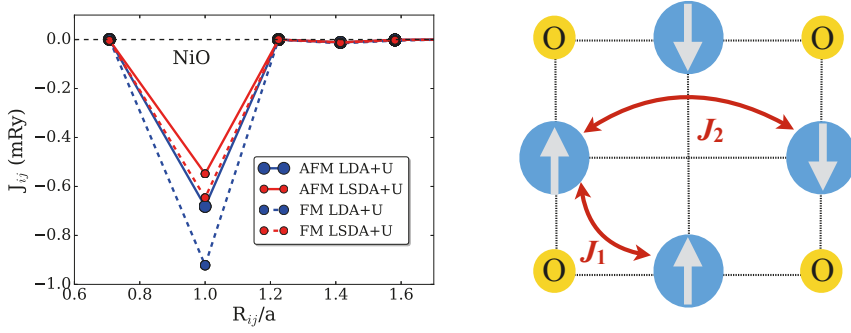 NiO
0.0
−0.2
−0.4
−0.6
−0.8
−1.0
J_ij (mRy)
AFM LDA+U
AFM LSDA+U
FM LDA+U
FM LSDA+U
0.6 0.8 1.0 1.2 1.4 1.6
R_ij/a
O O
J_2
J_1
O O